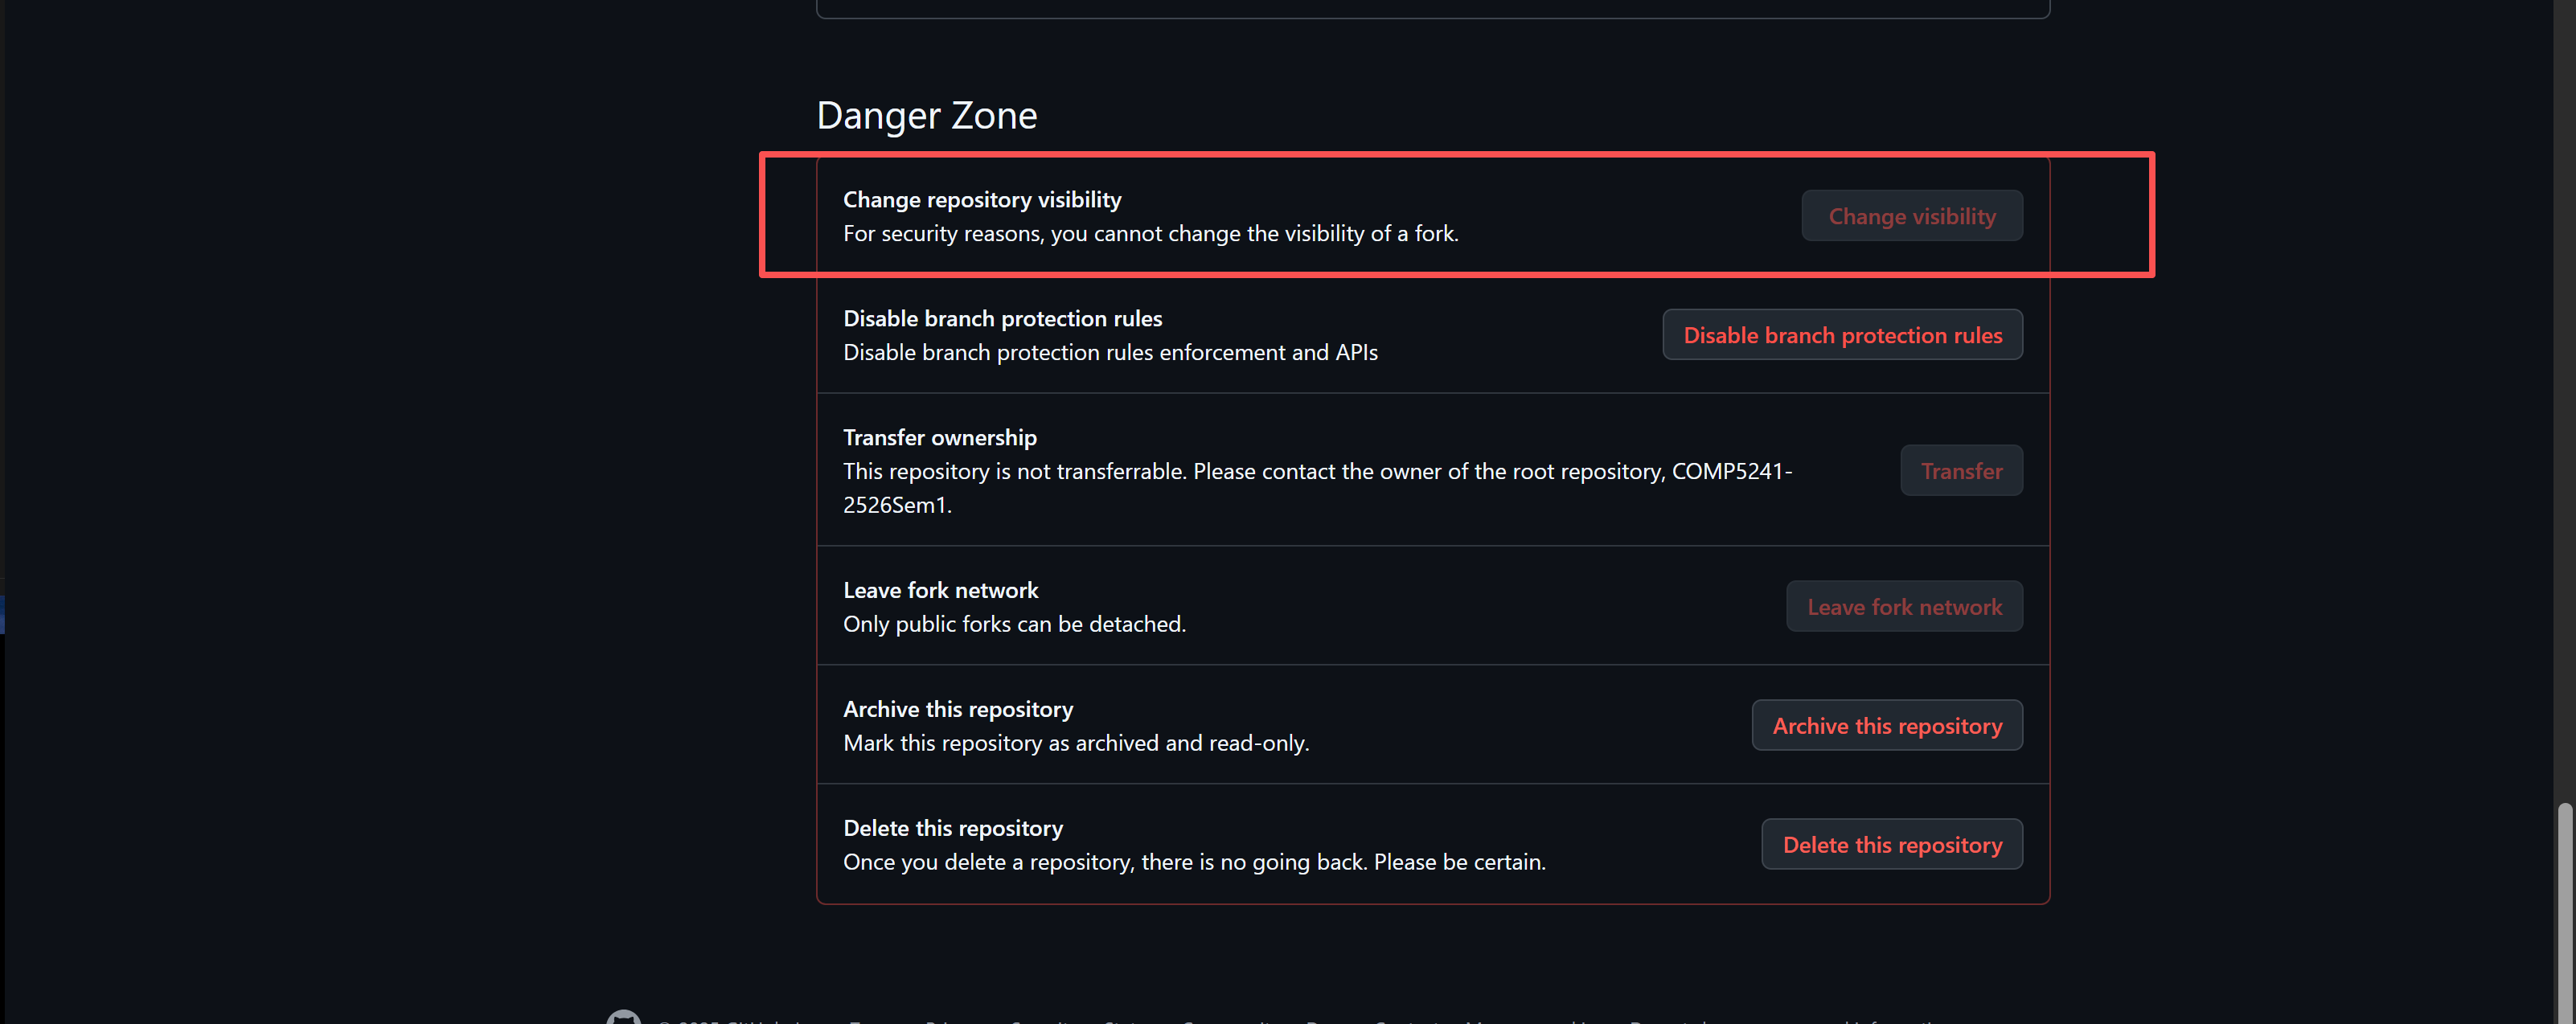 Danger Zone
Change repository visibility
For security reasons, you cannot change the visibility of a fork.
Change visibility
Disable branch protection rules
Disable branch protection rules enforcement and APIs
Disable branch protection rules
Transfer ownership
This repository is not transferrable. Please contact the owner of the root repository, COMP5241-
2526Sem1.
Transfer
Leave fork network
Only public forks can be detached.
Leave fork network
Archive this repository
Mark this repository as archived and read-only.
Archive this repository
Delete this repository
Once you delete a repository, there is no going back. Please be certain.
Delete this repository